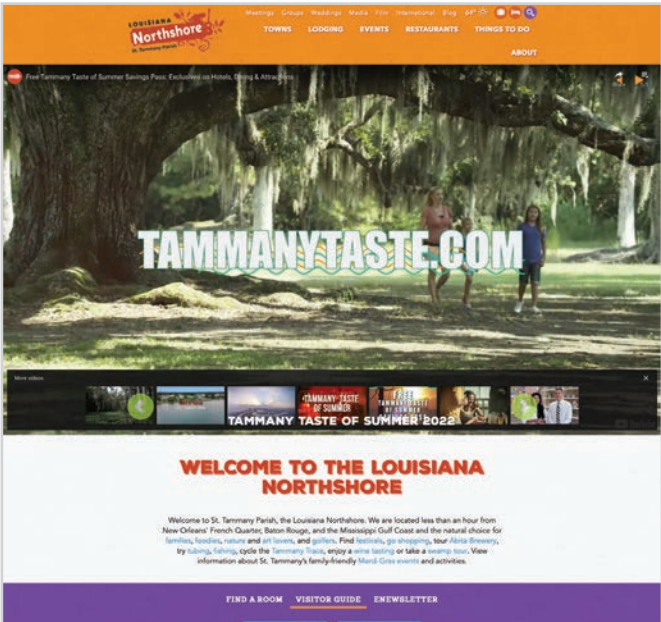 LOUISIANA
Northshore
St. Tammany Parish
Meetings Groups Weddings Media Film International Blog 64°
TOWNS LODGING EVENTS RESTAURANTS THINGS TO DO
ABOUT
Free Tammany Taste of Summer Savings Pass: Exclusives on Hotels, Dining & Attractions
TAMMANYTASTE.COM
More videos
TAMMANY TASTE
OF SUMMER
FREE
TAMMANY TASTE
OF SUMMER
TAMMANY TASTE OF SUMMER 2022
WELCOME TO THE LOUISIANA
NORTHSHORE
Welcome to St. Tammany Parish, the Louisiana Northshore. We are located less than an hour from
New Orleans' French Quarter, Baton Rouge, and the Mississippi Gulf Coast and the natural choice for
families, foodies, nature and art lovers, and golfers. Find festivals, go shopping, tour Abita Brewery,
try tubing, fishing, cycle the Tammany Trace, enjoy a wine tasting or take a swamp tour. View
information about St. Tammany's family-friendly Mardi Gras events and activities.
FIND A ROOM VISITOR GUIDE ENEWSLETTER